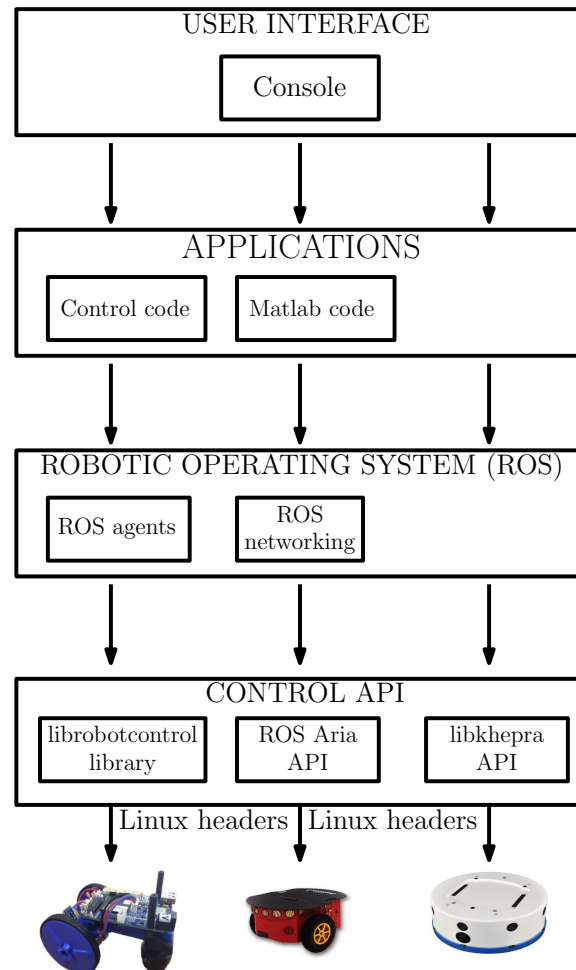 USER INTERFACE
Console
APPLICATIONS
Control code
Matlab code
ROBOTIC OPERATING SYSTEM (ROS)
ROS agents
ROS
networking
CONTROL API
librobotcontrol
library
ROS Aria
API
libkhepra
API
Linux headers
Linux headers